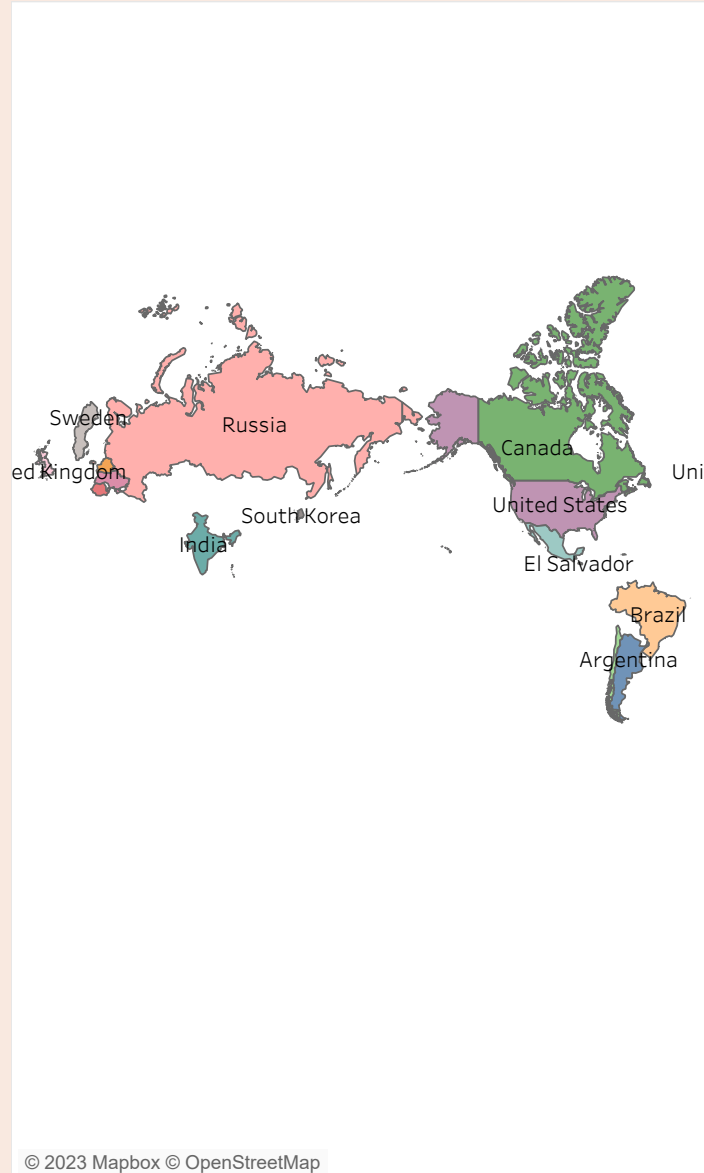 Sweden
Russia
Canada
ed Kingdom
Uni
United States
South Korea
India
El Salvador
Brazil
Argentina
© 2023 Mapbox © OpenStreetMap